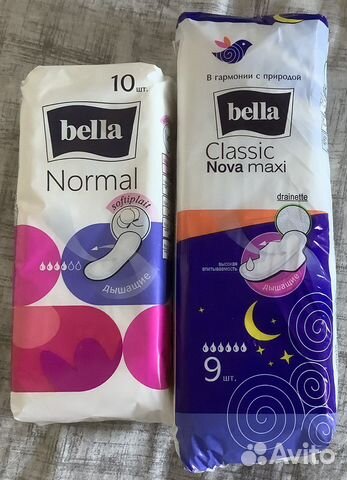 10 шт.
bella
Normal
softiplait
дышащие
В гармонии с природой
bella
Classic
Nova maxi
drainette
высокая
впитываемость
дышащие
9 шт.
Avito